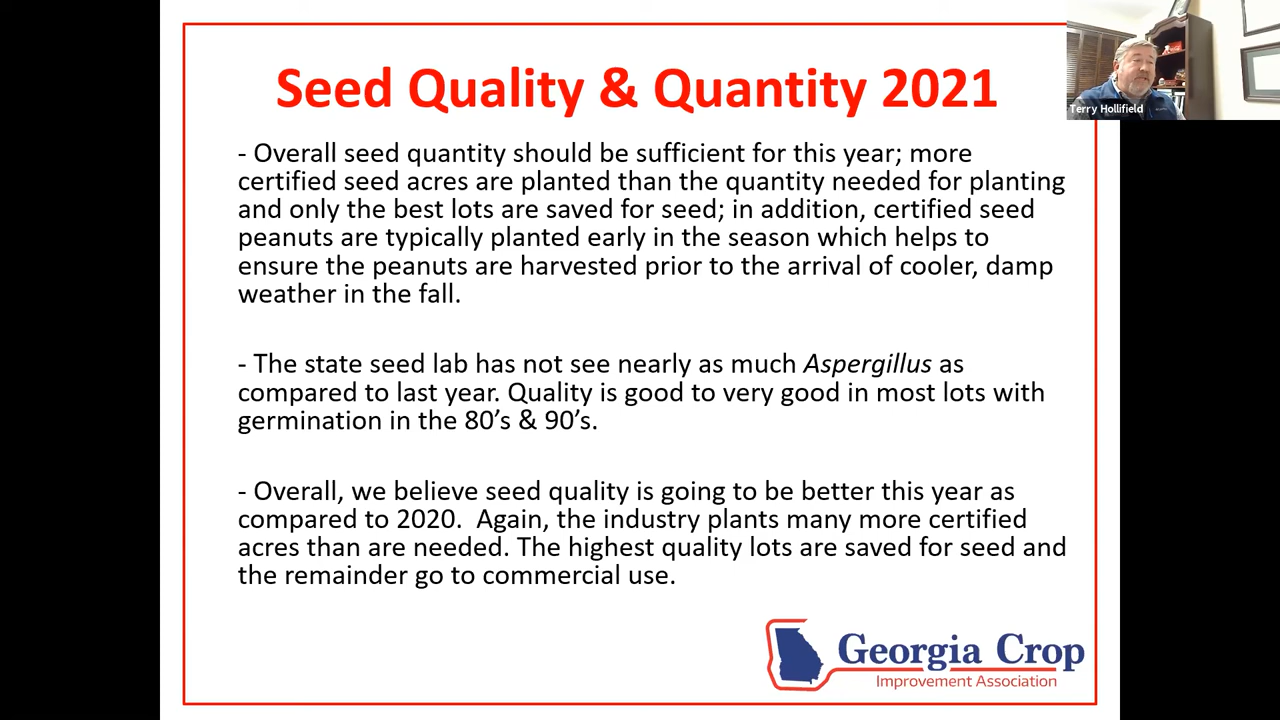 Seed Quality & Quantity 2021
Terry Hollifield
- Overall seed quantity should be sufficient for this year; more
certified seed acres are planted than the quantity needed for planting
and only the best lots are saved for seed; in addition, certified seed
peanuts are typically planted early in the season which helps to
ensure the peanuts are harvested prior to the arrival of cooler, damp
weather in the fall.
- The state seed lab has not see nearly as much Aspergillus as
compared to last year. Quality is good to very good in most lots with
germination in the 80’s & 90’s.
- Overall, we believe seed quality is going to be better this year as
compared to 2020.  Again, the industry plants many more certified
acres than are needed. The highest quality lots are saved for seed and
the remainder go to commercial use.
Georgia Crop
Improvement Association